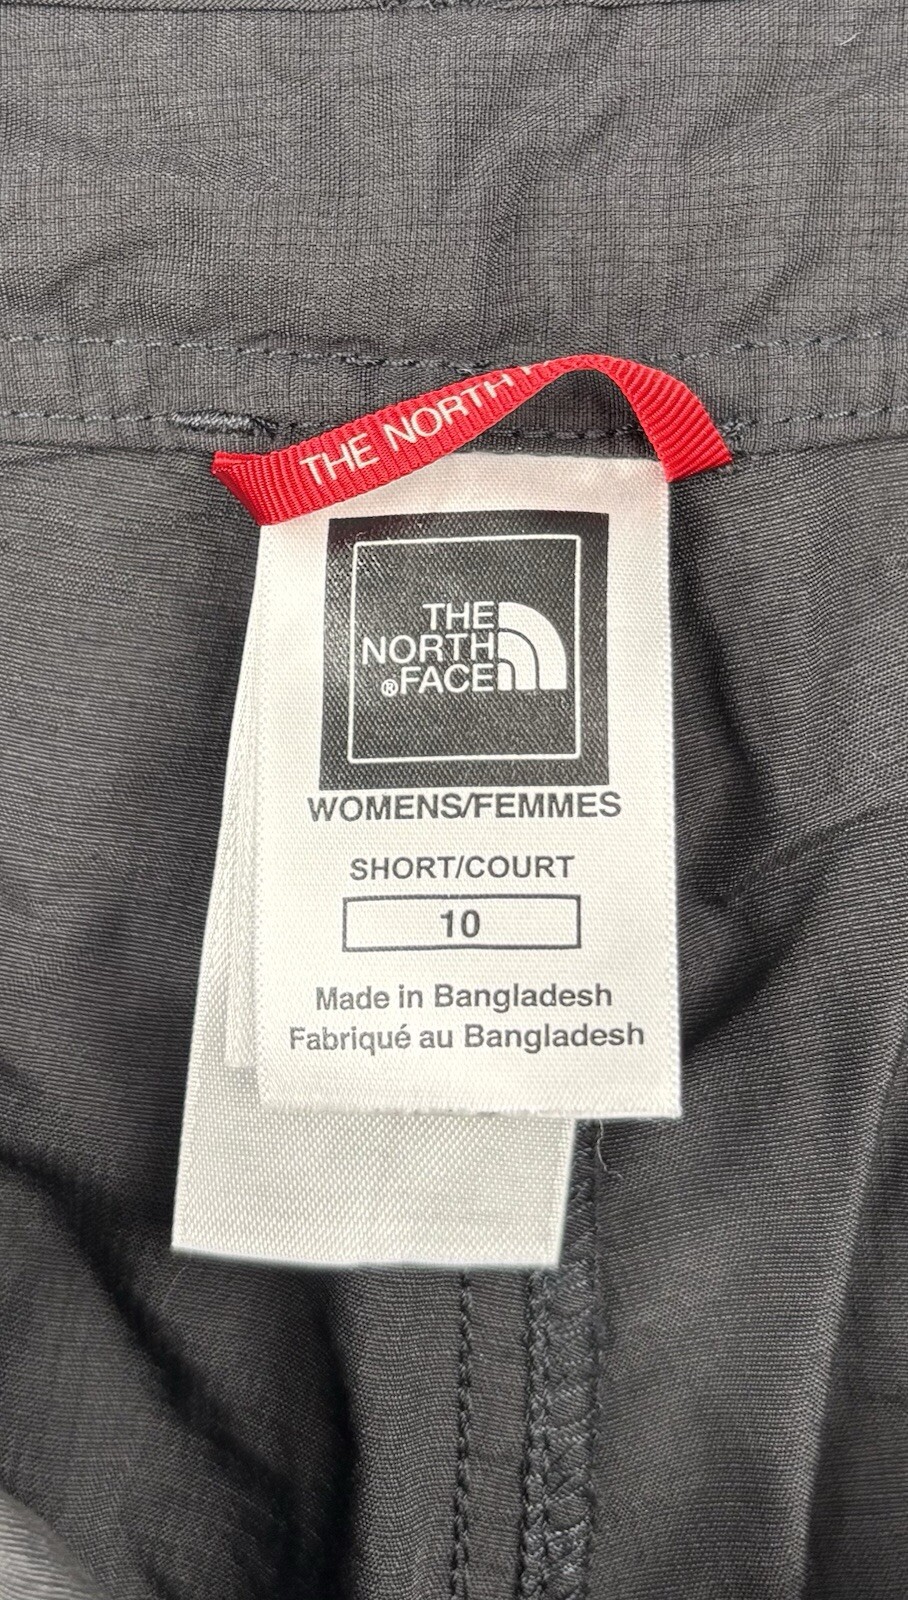 THE NORTH
THE
NORTH
®FACE
WOMENS/FEMMES
SHORT/COURT
10
Made in Bangladesh
Fabriqué au Bangladesh